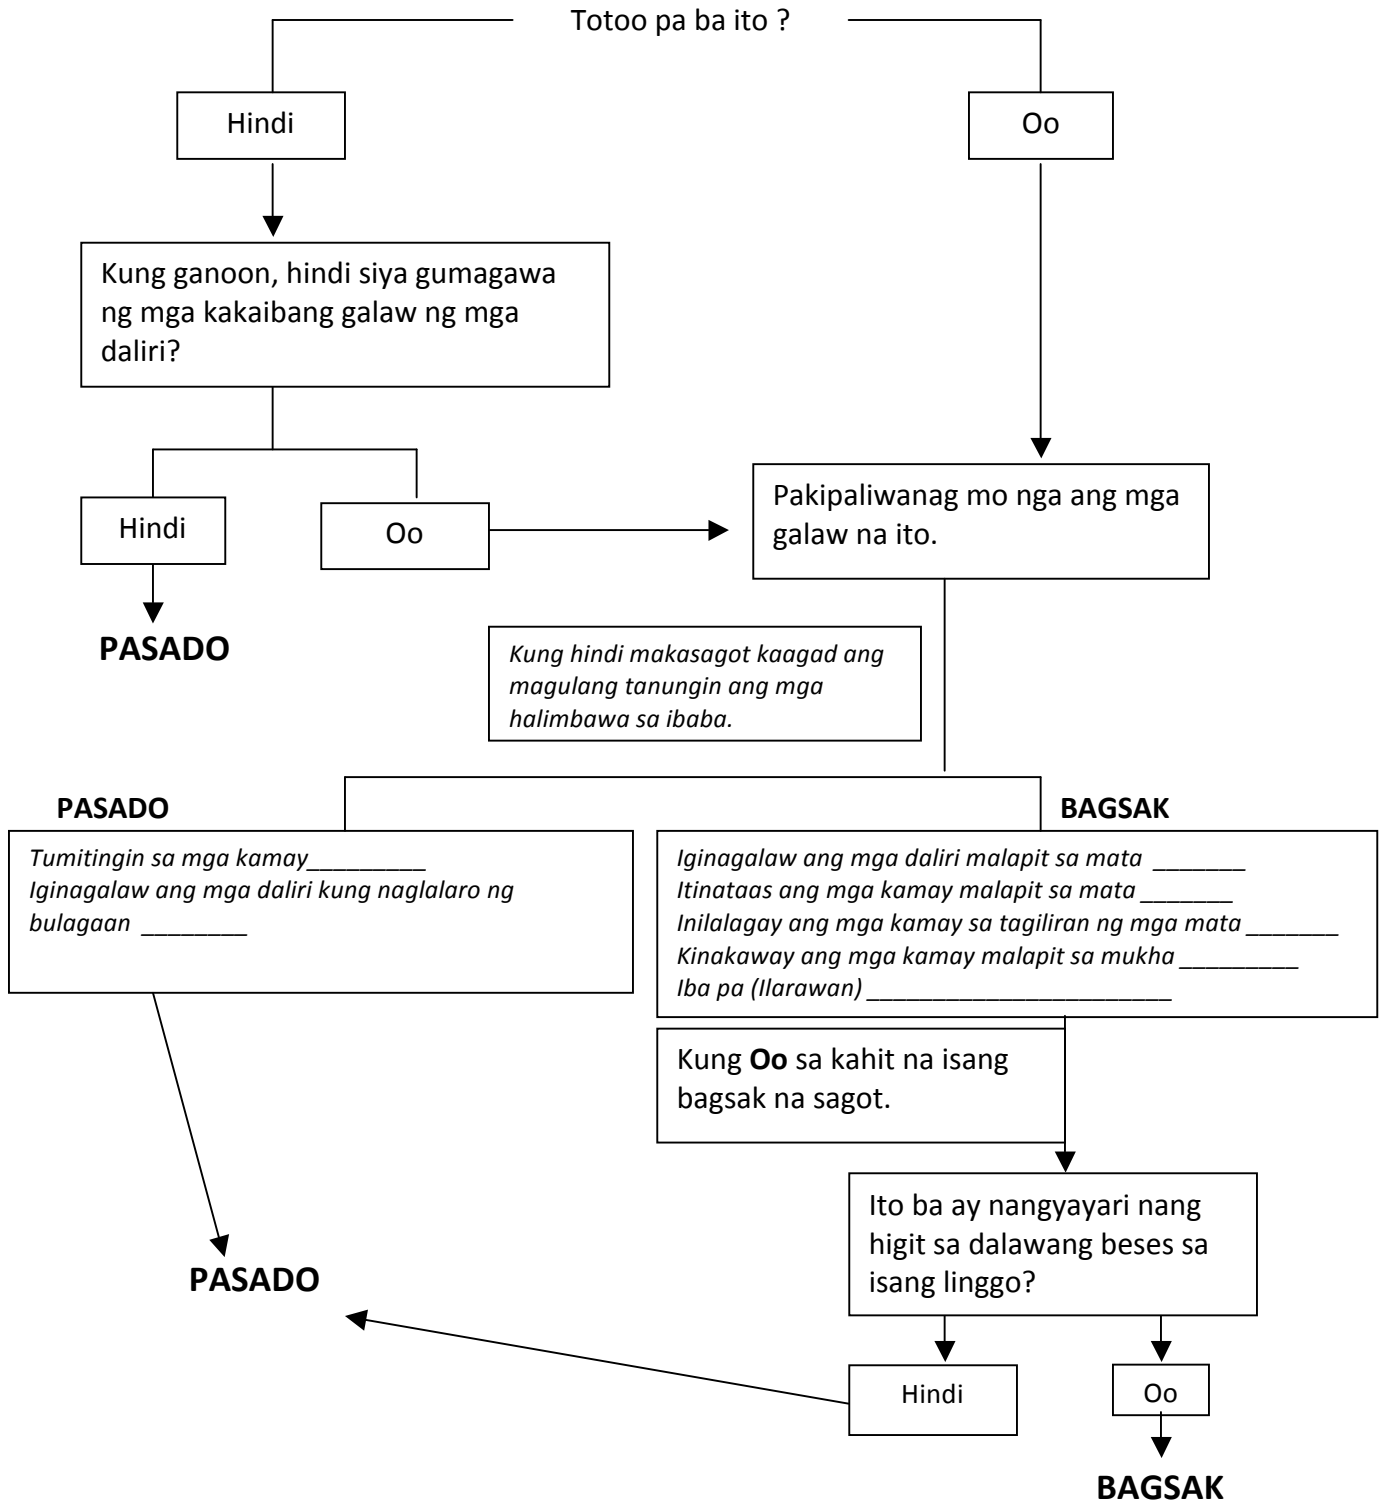 Totoo pa ba ito ?
Hindi
Oo
Kung ganoon, hindi siya gumagawa
ng mga kakaibang galaw ng mga
daliri?
Hindi
Oo
Pakipaliwanag mo nga ang mga
galaw na ito.
PASADO
Kung hindi makasagot kaagad ang
magulang tanungin ang mga
halimbawa sa ibaba.
PASADO
Tumitingin sa mga kamay_________
Iginagalaw ang mga daliri kung naglalaro ng
bulagaan ________
BAGSAK
Iginagalaw ang mga daliri malapit sa mata _______
Itinataas ang mga kamay malapit sa mata _______
Inilalagay ang mga kamay sa tagiliran ng mga mata _______
Kinakaway ang mga kamay malapit sa mukha _________
Iba pa (Ilarawan) _______________________
Kung Oo sa kahit na isang
bagsak na sagot.
Ito ba ay nangyayari nang
higit sa dalawang beses sa
isang linggo?
PASADO
Hindi
Oo
BAGSAK